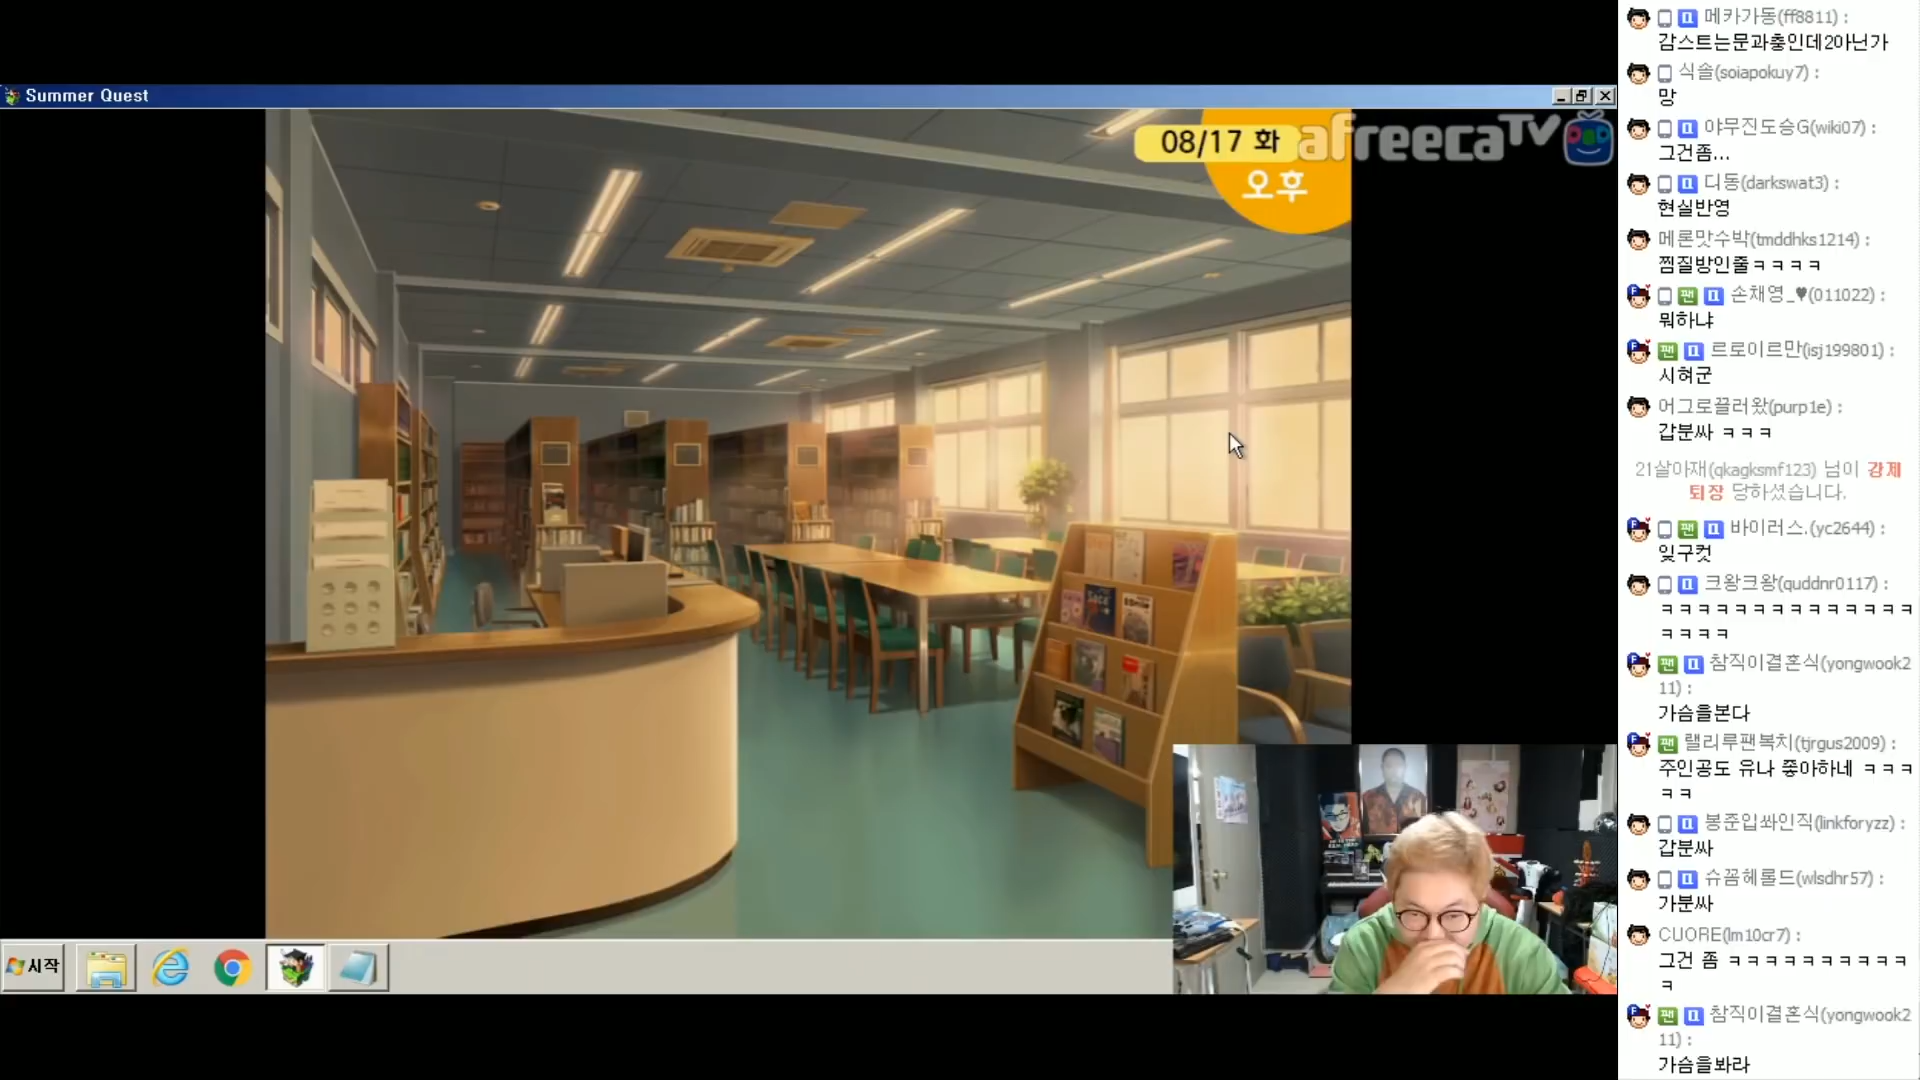 Summer Quest
08/17 화
오후
afreecaTV
시작
메카가동(ff8811) :
감스트는문과충인데2아닌가
식솔(soiapokuy7) :
망
야무진도승G(wiki07) :
그건좀...
디동(darkswat3) :
현실반영
메론맛수박(tmddhks1214) :
찜질방인줄ㅋㅋㅋㅋ
손채영_♥(011022) :
뭐하냐
르로이르만(isj199801) :
시혀군
어그로끌러왔(purp1e) :
갑분싸 ㅋㅋㅋ
21살아재(qkagksmf123) 님이 강제
퇴장 당하셨습니다.
바이러스.(yc2644) :
잊구컷
크왕크왕(quddnr0117) :
ㅋㅋㅋㅋㅋㅋㅋㅋㅋㅋㅋㅋㅋㅋ
ㅋㅋㅋㅋ
참직이결혼식(yongwook2
11) :
가슴을본다
랠리루팬복치(tjrgus2009) :
주인공도 유나 좋아하네 ㅋㅋㅋ
ㅋㅋ
봉준입쏴인직(linkforyzz) :
갑분싸
슈꼼헤롤드(wlsdhr57) :
가분싸
CUORE(lm10cr7) :
그건 좀 ㅋㅋㅋㅋㅋㅋㅋㅋㅋㅋ
ㅋ
참직이결혼식(yongwook2
11) :
가슴을봐라